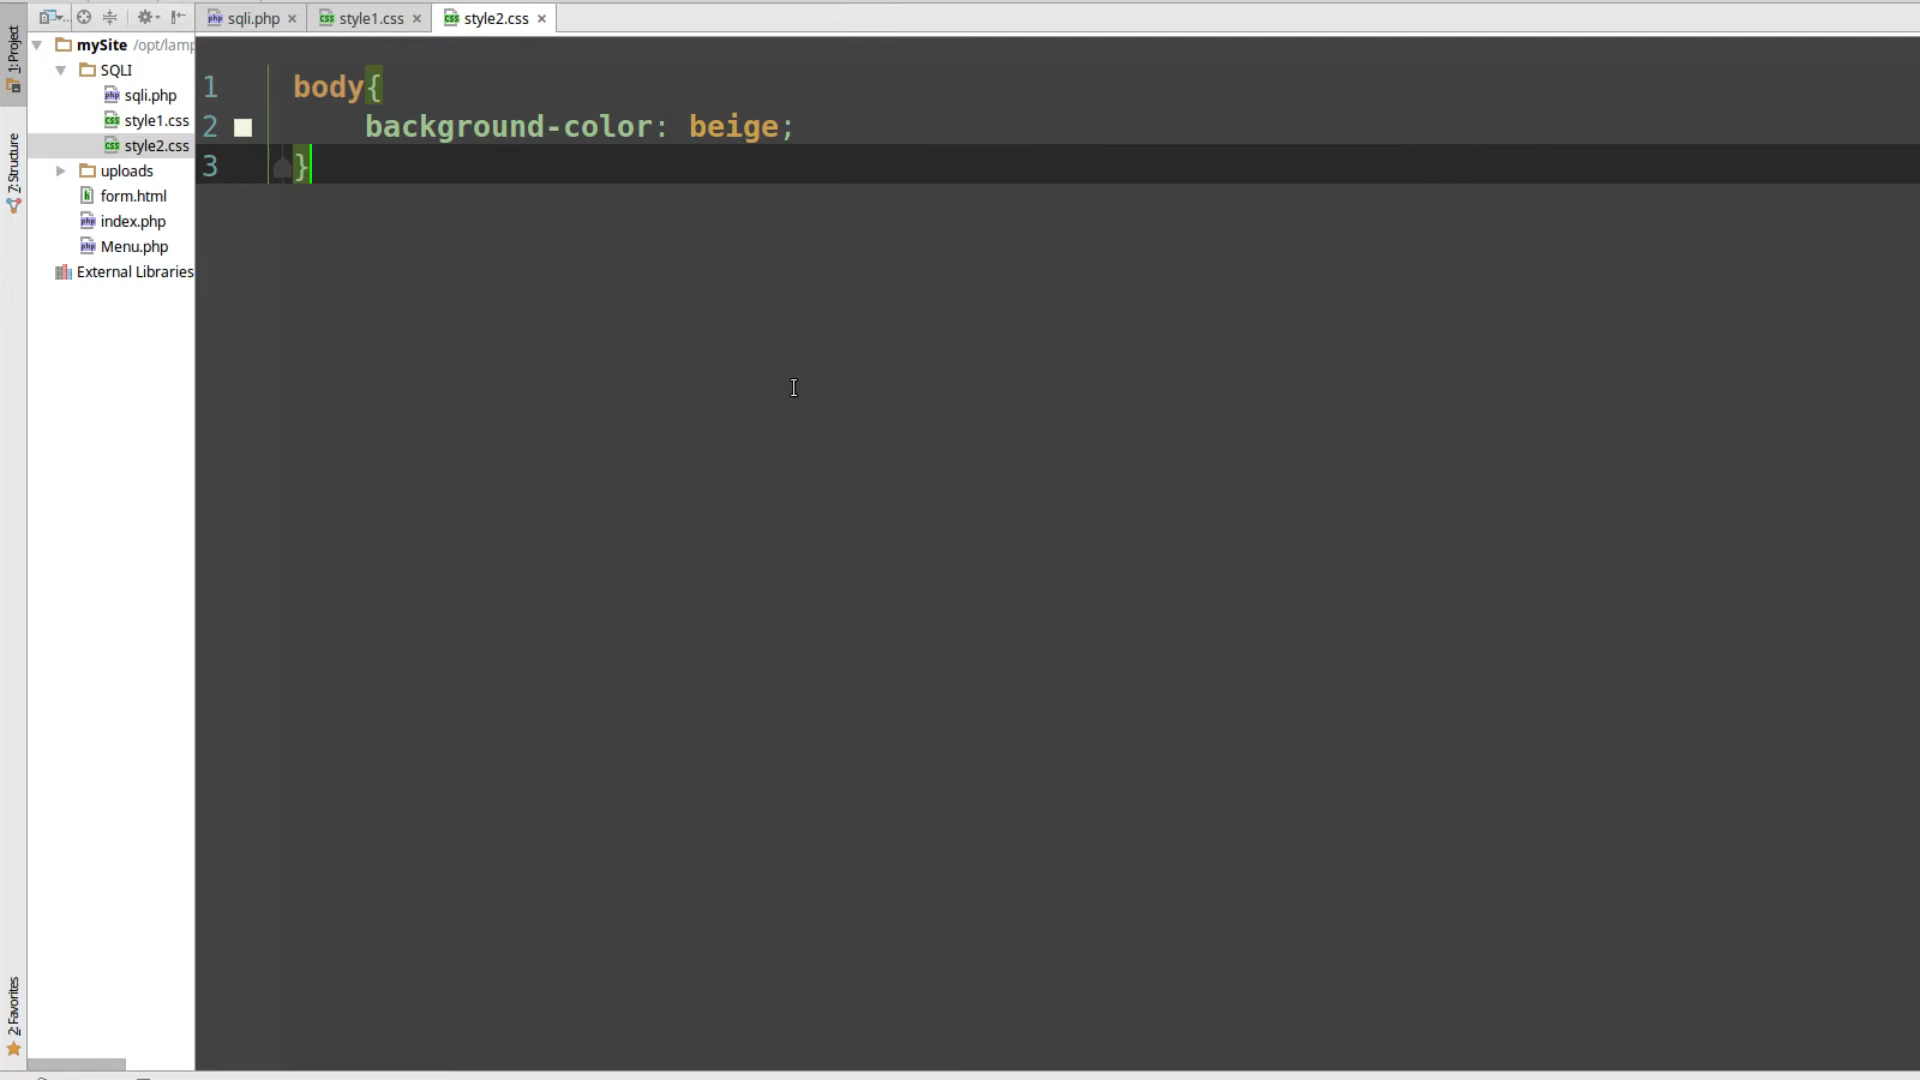 sqli.php
style1.css
style2.css
1: Project
mySite /opt/lamp
SQLI
sqli.php
style1.css
style2.css
uploads
form.html
index.php
Menu.php
External Libraries
7: Structure
2: Favorites
1 body{
2 background-color: beige;
3 }